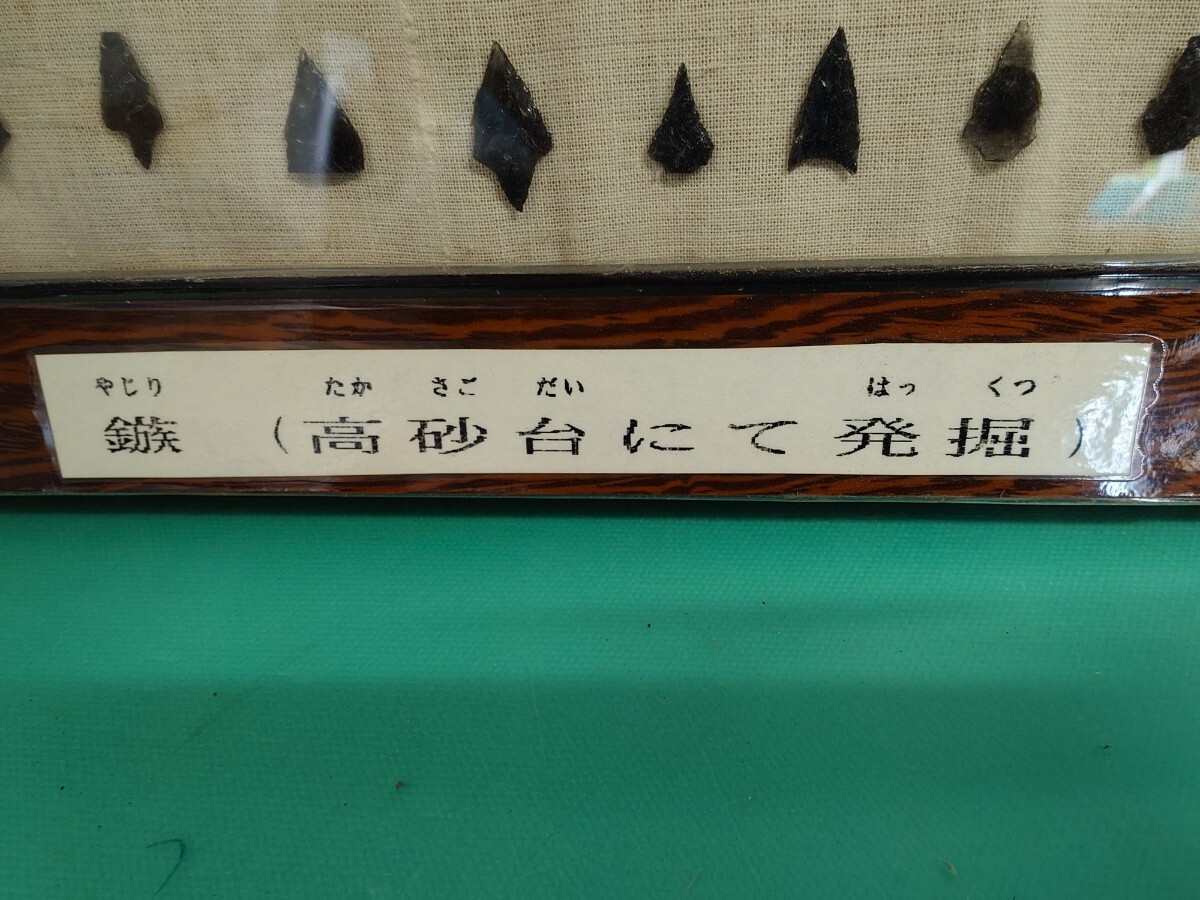 やじり たか さご だい はっ くつ
鏃 (高砂台にて発掘)